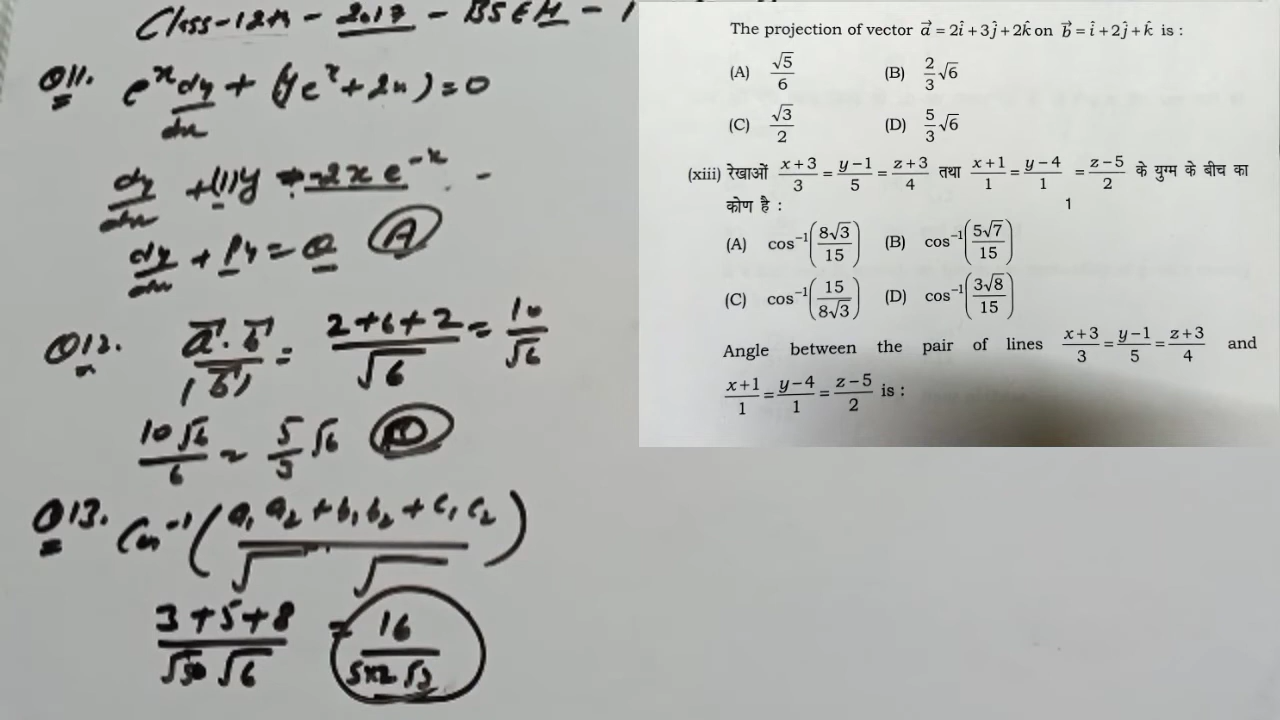 Class-12th - 2017 - BSEH -
Q11. e^x dy/dx + (ye^x + 2x) = 0
dy/dx + (1)y = -2x e^-x . -
dy/dx + Py = Q (A)
Q12. a⃗ . b⃗ / |b⃗| = 2+6+2 / √6 = 10/√6
10√6 / 6 = 5/3 √6 (D)
Q13. Cos^-1 ( a₁a₂ + b₁b₂ + c₁c₂ / √ √ )
3+5+8 / √50 √6 = 16 / 5×2√3
The projection of vector a⃗ = 2î + 3ĵ + 2k̂ on b⃗ = î + 2ĵ + k̂ is :
(A) √5/6 (B) 2/3 √6
(C) √3/2 (D) 5/3 √6
(xiii) रेखाओं x+3/3 = y−1/5 = z+3/4 तथा x+1/1 = y−4/1 = z−5/2 के युग्म के बीच का
कोण है : 1
(A) cos⁻¹(8√3/15) (B) cos⁻¹(5√7/15)
(C) cos⁻¹(15/8√3) (D) cos⁻¹(3√8/15)
Angle between the pair of lines x+3/3 = y−1/5 = z+3/4 and
x+1/1 = y−4/1 = z−5/2 is :